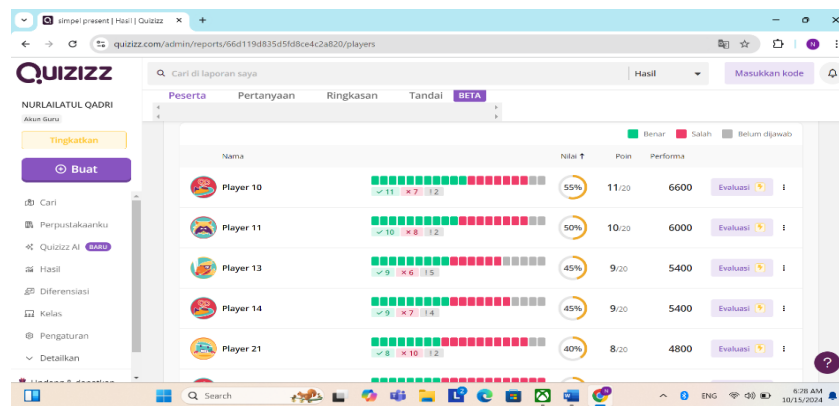 simpel present | Hasil | Quizizz
quizizz.com/admin/reports/66d119d835d5fd8ce4c2a820/players
N
QUIZIZZ
Cari di laporan saya
Hasil
Masukkan kode
NURLAILATUL QADRI
Akun Guru
Tingkatkan
Buat
Cari
Perpustakaanku
Quizizz AI BARU
Hasil
Diferensiasi
Kelas
Pengaturan
Detailkan
Peserta Pertanyaan Ringkasan Tandai BETA
Benar Salah Belum dijawab
Nama Nilai ↑ Poin Performa
Player 10 55% 11/20 6600 Evaluasi
✓ 11 × 7 ! 2
Player 11 50% 10/20 6000 Evaluasi
✓ 10 × 8 ! 2
Player 13 45% 9/20 5400 Evaluasi
✓ 9 × 6 ! 5
Player 14 45% 9/20 5400 Evaluasi
✓ 9 × 7 ! 4
Player 21 40% 8/20 4800 Evaluasi
✓ 8 × 10 ! 2
?
Search
ENG
6:28 AM
10/15/2024